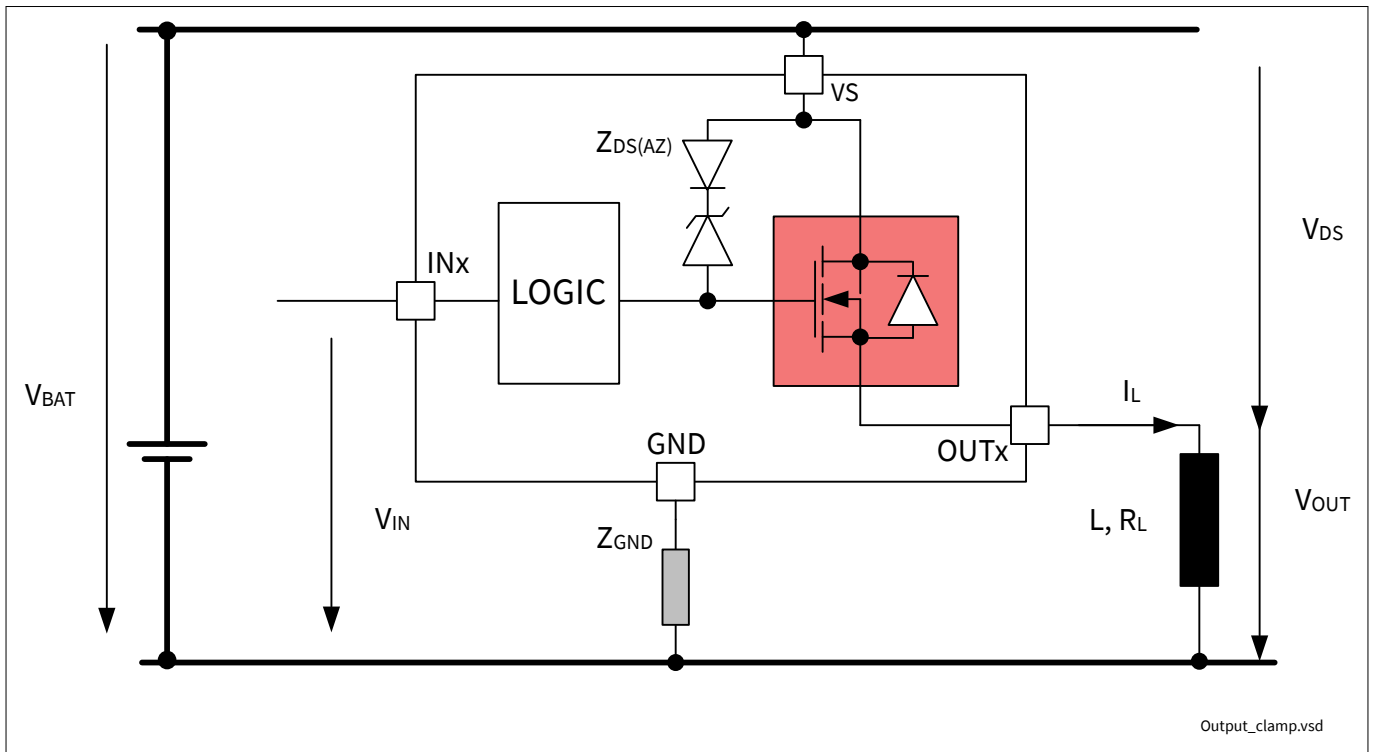 VS
ZDS(AZ)
VDS
INx
LOGIC
VBAT
IL
GND
OUTx
VIN
VOUT
L, RL
ZGND
Output_clamp.vsd